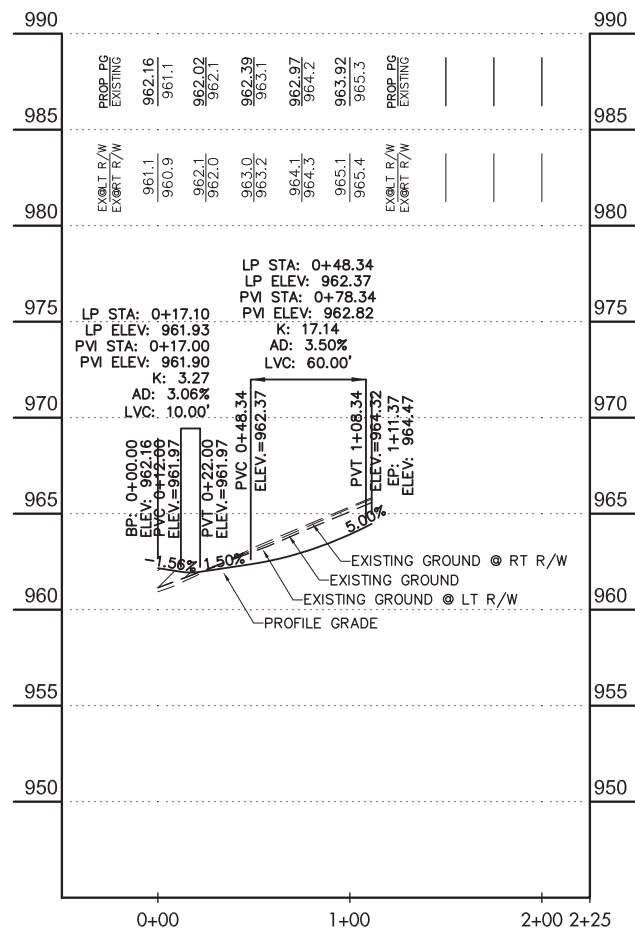 990 990
PROP PG
EXISTING
962.16
961.1
962.02
962.1
962.39
963.1
962.97
964.2
963.92
965.3
PROP PG
EXISTING
985 985
EX@LT R/W
EX@RT R/W
961.1
960.9
962.1
962.0
963.0
963.2
964.1
964.3
965.1
965.4
EX@LT R/W
EX@RT R/W
980 980
LP STA: 0+48.34
LP ELEV: 962.37
PVI STA: 0+78.34
PVI ELEV: 962.82
K: 17.14
AD: 3.50%
LVC: 60.00'
975 975
LP STA: 0+17.10
LP ELEV: 961.93
PVI STA: 0+17.00
PVI ELEV: 961.90
K: 3.27
AD: 3.06%
LVC: 10.00'
970 970
BP: 0+00.00
ELEV: 962.16
PVC 0+12.00
ELEV.=961.97
PVT 0+22.00
ELEV.=961.97
PVC 0+48.34
ELEV.=962.37
PVT 1+08.34
ELEV.=964.32
EP: 1+11.37
ELEV: 964.47
965 965
-1.56% 1.50% 5.00%
EXISTING GROUND @ RT R/W
EXISTING GROUND
EXISTING GROUND @ LT R/W
PROFILE GRADE
960 960
955 955
950 950
0+00 1+00 2+00 2+25